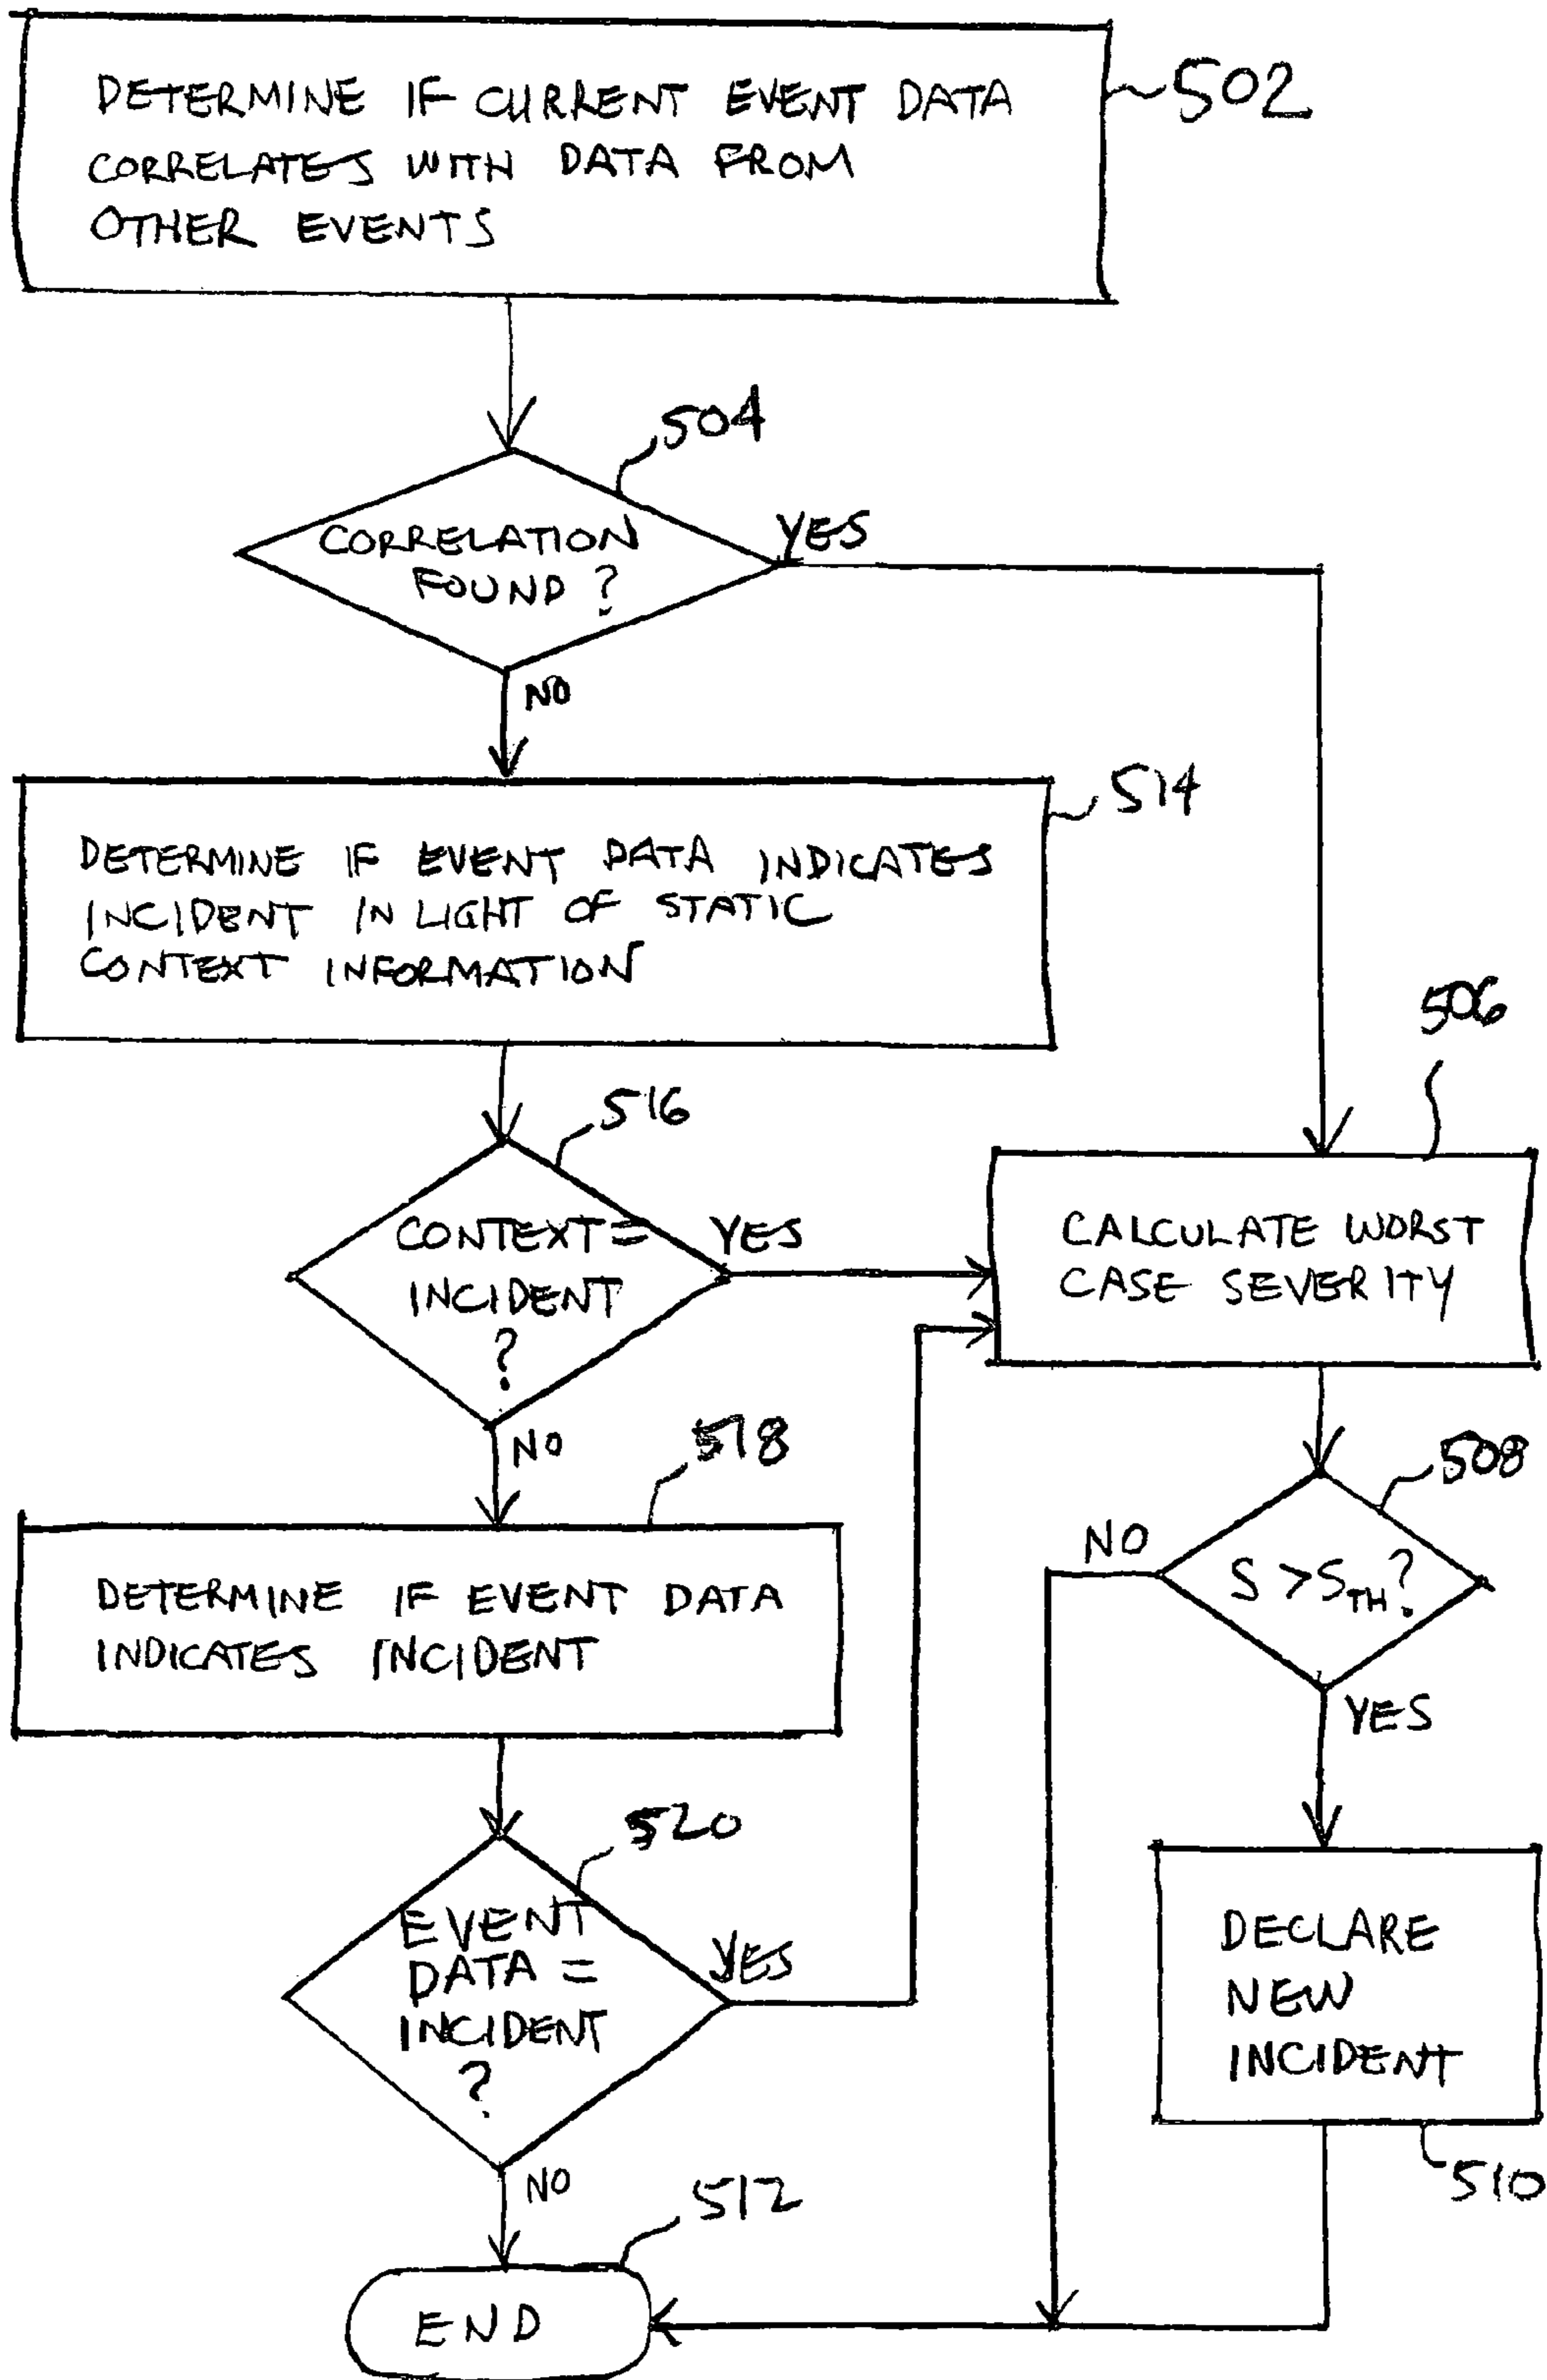 DETERMINE IF CURRENT EVENT DATA
CORRELATES WITH DATA FROM
OTHER EVENTS
502
504
CORRELATION
FOUND?
YES
NO
514
DETERMINE IF EVENT DATA INDICATES
INCIDENT IN LIGHT OF STATIC
CONTEXT INFORMATION
516
CONTEXT =
INCIDENT
?
YES
NO
506
CALCULATE WORST
CASE SEVERITY
518
DETERMINE IF EVENT DATA
INDICATES INCIDENT
508
S > STH?
NO
YES
520
EVENT
DATA =
INCIDENT
?
YES
NO
DECLARE
NEW
INCIDENT
510
512
END